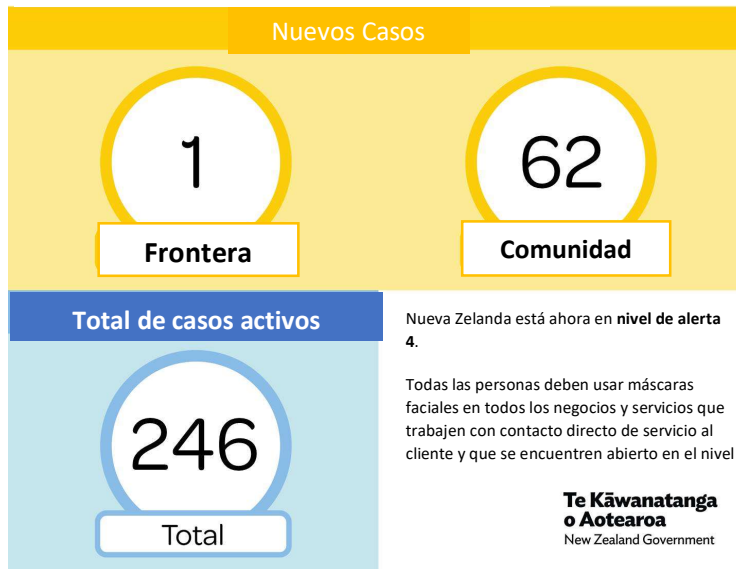 Nuevos Casos
1
Frontera
62
Comunidad
Total de casos activos
246
Total
Nueva Zelanda está ahora en nivel de alerta
4.
Todas las personas deben usar máscaras
faciales en todos los negocios y servicios que
trabajen con contacto directo de servicio al
cliente y que se encuentren abierto en el nivel
Te Kāwanatanga
o Aotearoa
New Zealand Government